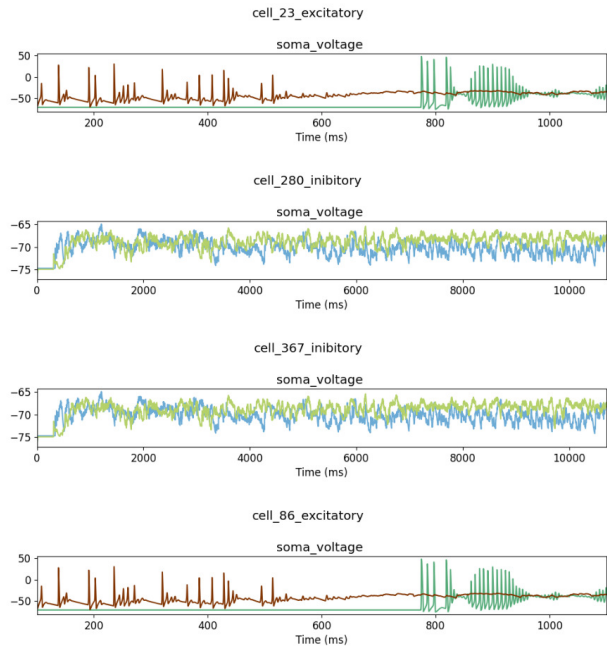 cell_23_excitatory
soma_voltage
50
0
−50
200 400 600 800 1000
Time (ms)
cell_280_inibitory
soma_voltage
−65
−70
−75
0 2000 4000 6000 8000 10000
Time (ms)
cell_367_inibitory
soma_voltage
−65
−70
−75
0 2000 4000 6000 8000 10000
Time (ms)
cell_86_excitatory
soma_voltage
50
0
−50
200 400 600 800 1000
Time (ms)